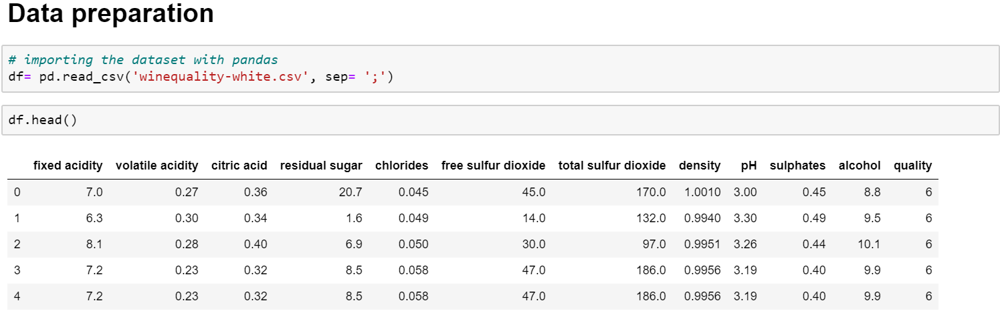 Data preparation
# importing the dataset with pandas
df= pd.read_csv('winequality-white.csv', sep= ';')
df.head()
fixed acidity volatile acidity citric acid residual sugar chlorides free sulfur dioxide total sulfur dioxide density pH sulphates alcohol quality
0 7.0 0.27 0.36 20.7 0.045 45.0 170.0 1.0010 3.00 0.45 8.8 6
1 6.3 0.30 0.34 1.6 0.049 14.0 132.0 0.9940 3.30 0.49 9.5 6
2 8.1 0.28 0.40 6.9 0.050 30.0 97.0 0.9951 3.26 0.44 10.1 6
3 7.2 0.23 0.32 8.5 0.058 47.0 186.0 0.9956 3.19 0.40 9.9 6
4 7.2 0.23 0.32 8.5 0.058 47.0 186.0 0.9956 3.19 0.40 9.9 6